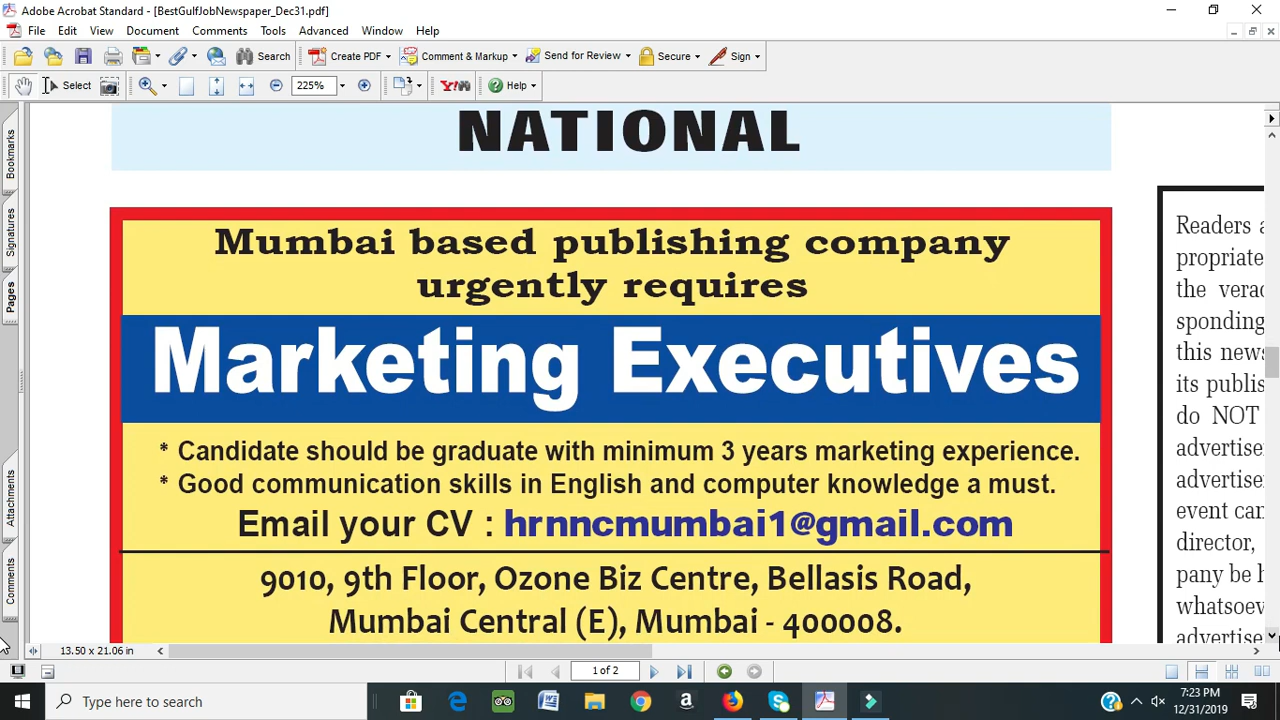 Adobe Acrobat Standard - [BestGulfJobNewspaper_Dec31.pdf]
File Edit View Document Comments Tools Advanced Window Help
Search Create PDF Comment & Markup Send for Review Secure Sign
Select 225% Y! Help
Bookmarks
Signatures
Pages
Attachments
Comments
NATIONAL
Mumbai based publishing company
urgently requires
Marketing Executives
* Candidate should be graduate with minimum 3 years marketing experience.
* Good communication skills in English and computer knowledge a must.
Email your CV : hrnncmumbai1@gmail.com
9010, 9th Floor, Ozone Biz Centre, Bellasis Road,
Mumbai Central (E), Mumbai - 400008.
Readers a
propriate
the verac
sponding
this news
its publis
do NOT
advertise
advertise
event can
director,
pany be h
whatsoev
advertise
13.50 x 21.06 in
1 of 2
Type here to search
7:23 PM
12/31/2019